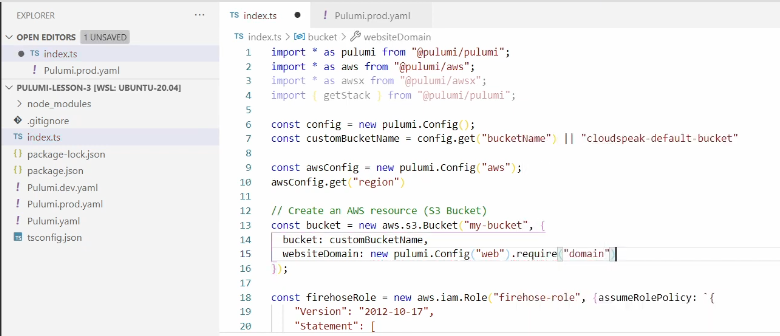 EXPLORER ...
OPEN EDITORS 1 UNSAVED
TS index.ts
! Pulumi.prod.yaml
PULUMI-LESSON-3 [WSL: UBUNTU-20.04]
node_modules
.gitignore
TS index.ts
{} package-lock.json
{} package.json
! Pulumi.dev.yaml
! Pulumi.prod.yaml
! Pulumi.yaml
tsconfig.json
TS index.ts ● ! Pulumi.prod.yaml
TS index.ts > bucket > websiteDomain
1 import * as pulumi from "@pulumi/pulumi";
2 import * as aws from "@pulumi/aws";
3 import * as awsx from "@pulumi/awsx";
4 import { getStack } from "@pulumi/pulumi";
5
6 const config = new pulumi.Config();
7 const customBucketName = config.get("bucketName") || "cloudspeak-default-bucket"
8
9 const awsConfig = new pulumi.Config("aws");
10 awsConfig.get("region")
11
12 // Create an AWS resource (S3 Bucket)
13 const bucket = new aws.s3.Bucket("my-bucket", {
14 bucket: customBucketName,
15 websiteDomain: new pulumi.Config("web").require("domain")
16 });
17
18 const firehoseRole = new aws.iam.Role("firehose-role", {assumeRolePolicy: `{
19 "Version": "2012-10-17",
20 "Statement": [